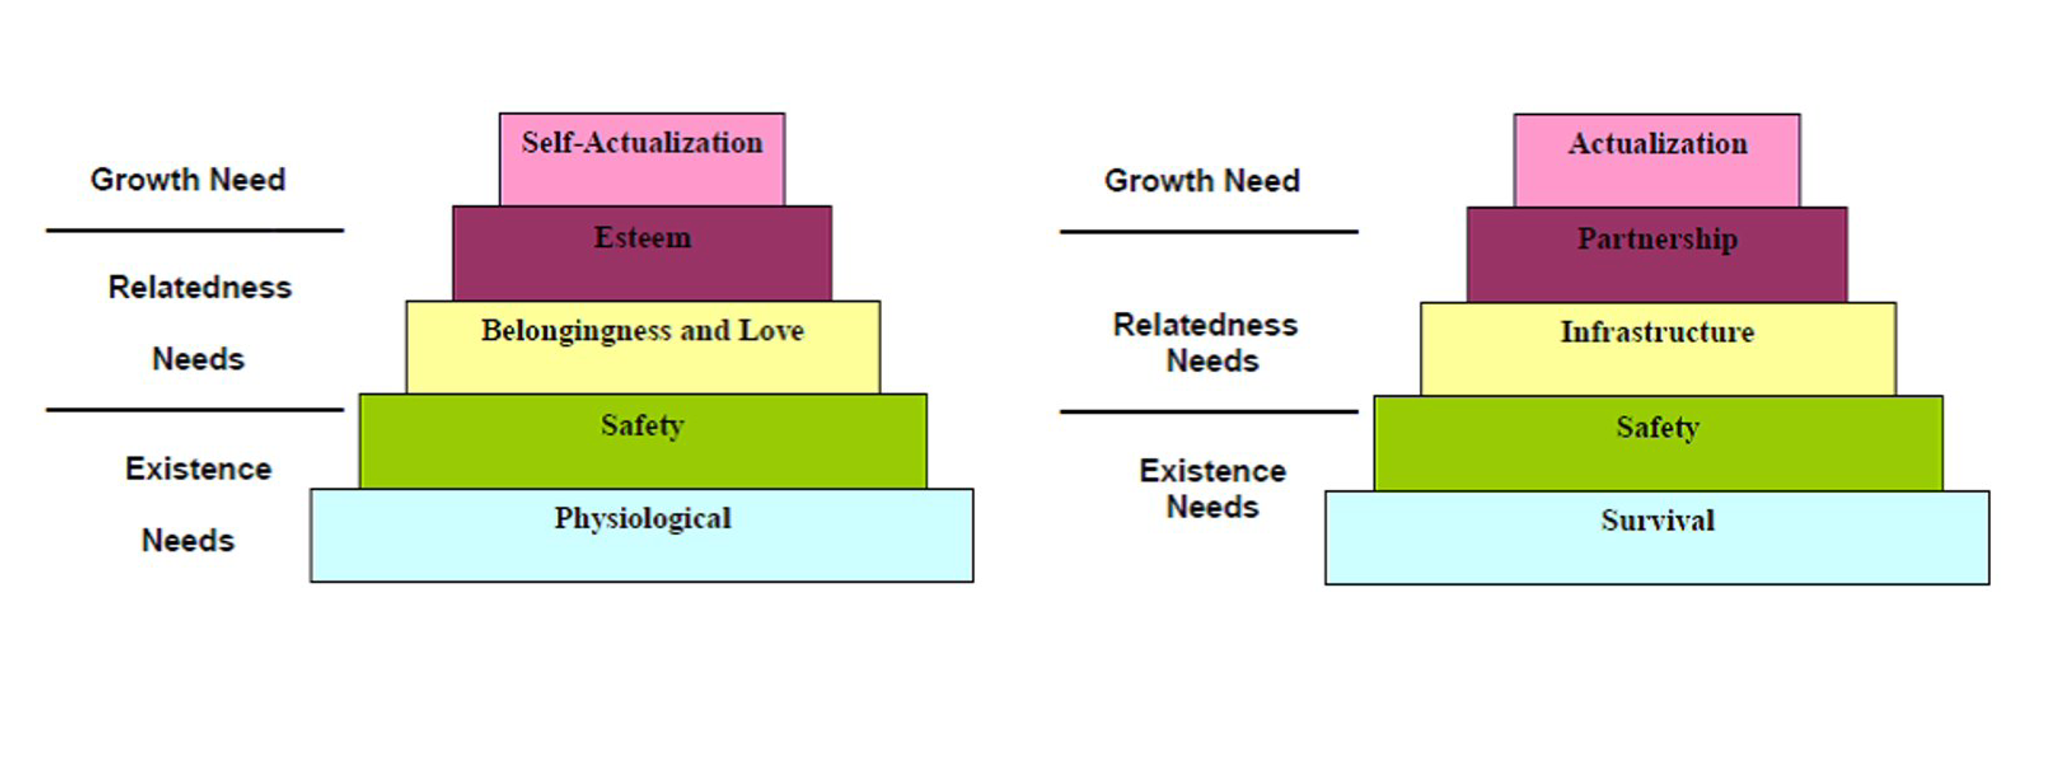 Self-Actualization
Growth Need
Esteem
Relatedness
Needs
Belongingness and Love
Safety
Existence
Needs
Physiological
Actualization
Growth Need
Partnership
Relatedness
Needs
Infrastructure
Safety
Existence
Needs
Survival